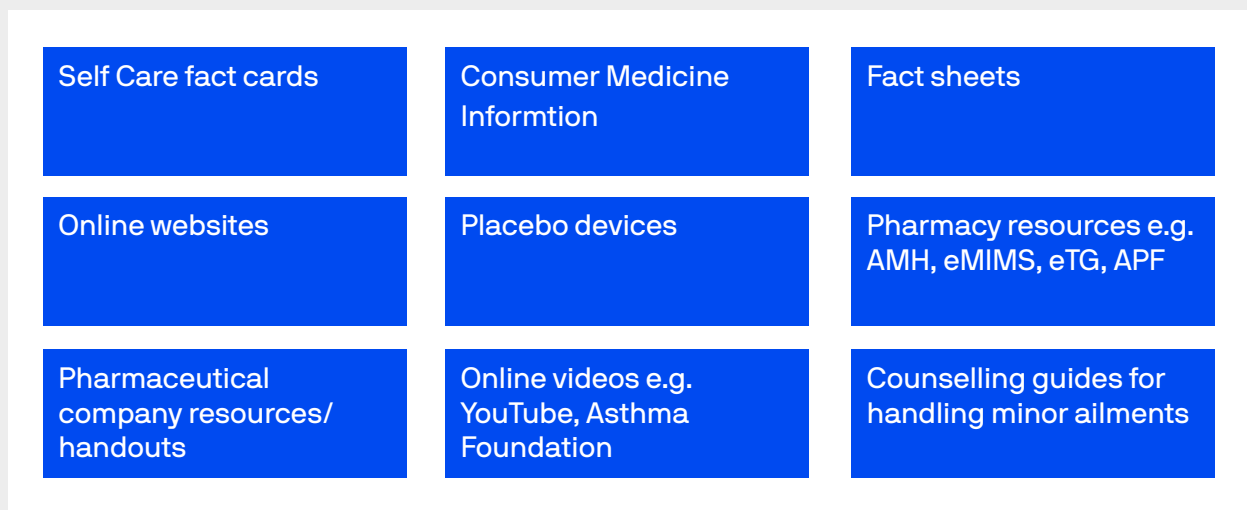 Self Care fact cards
Consumer Medicine
Informtion
Fact sheets
Online websites
Placebo devices
Pharmacy resources e.g.
AMH, eMIMS, eTG, APF
Pharmaceutical
company resources/
handouts
Online videos e.g.
YouTube, Asthma
Foundation
Counselling guides for
handling minor ailments